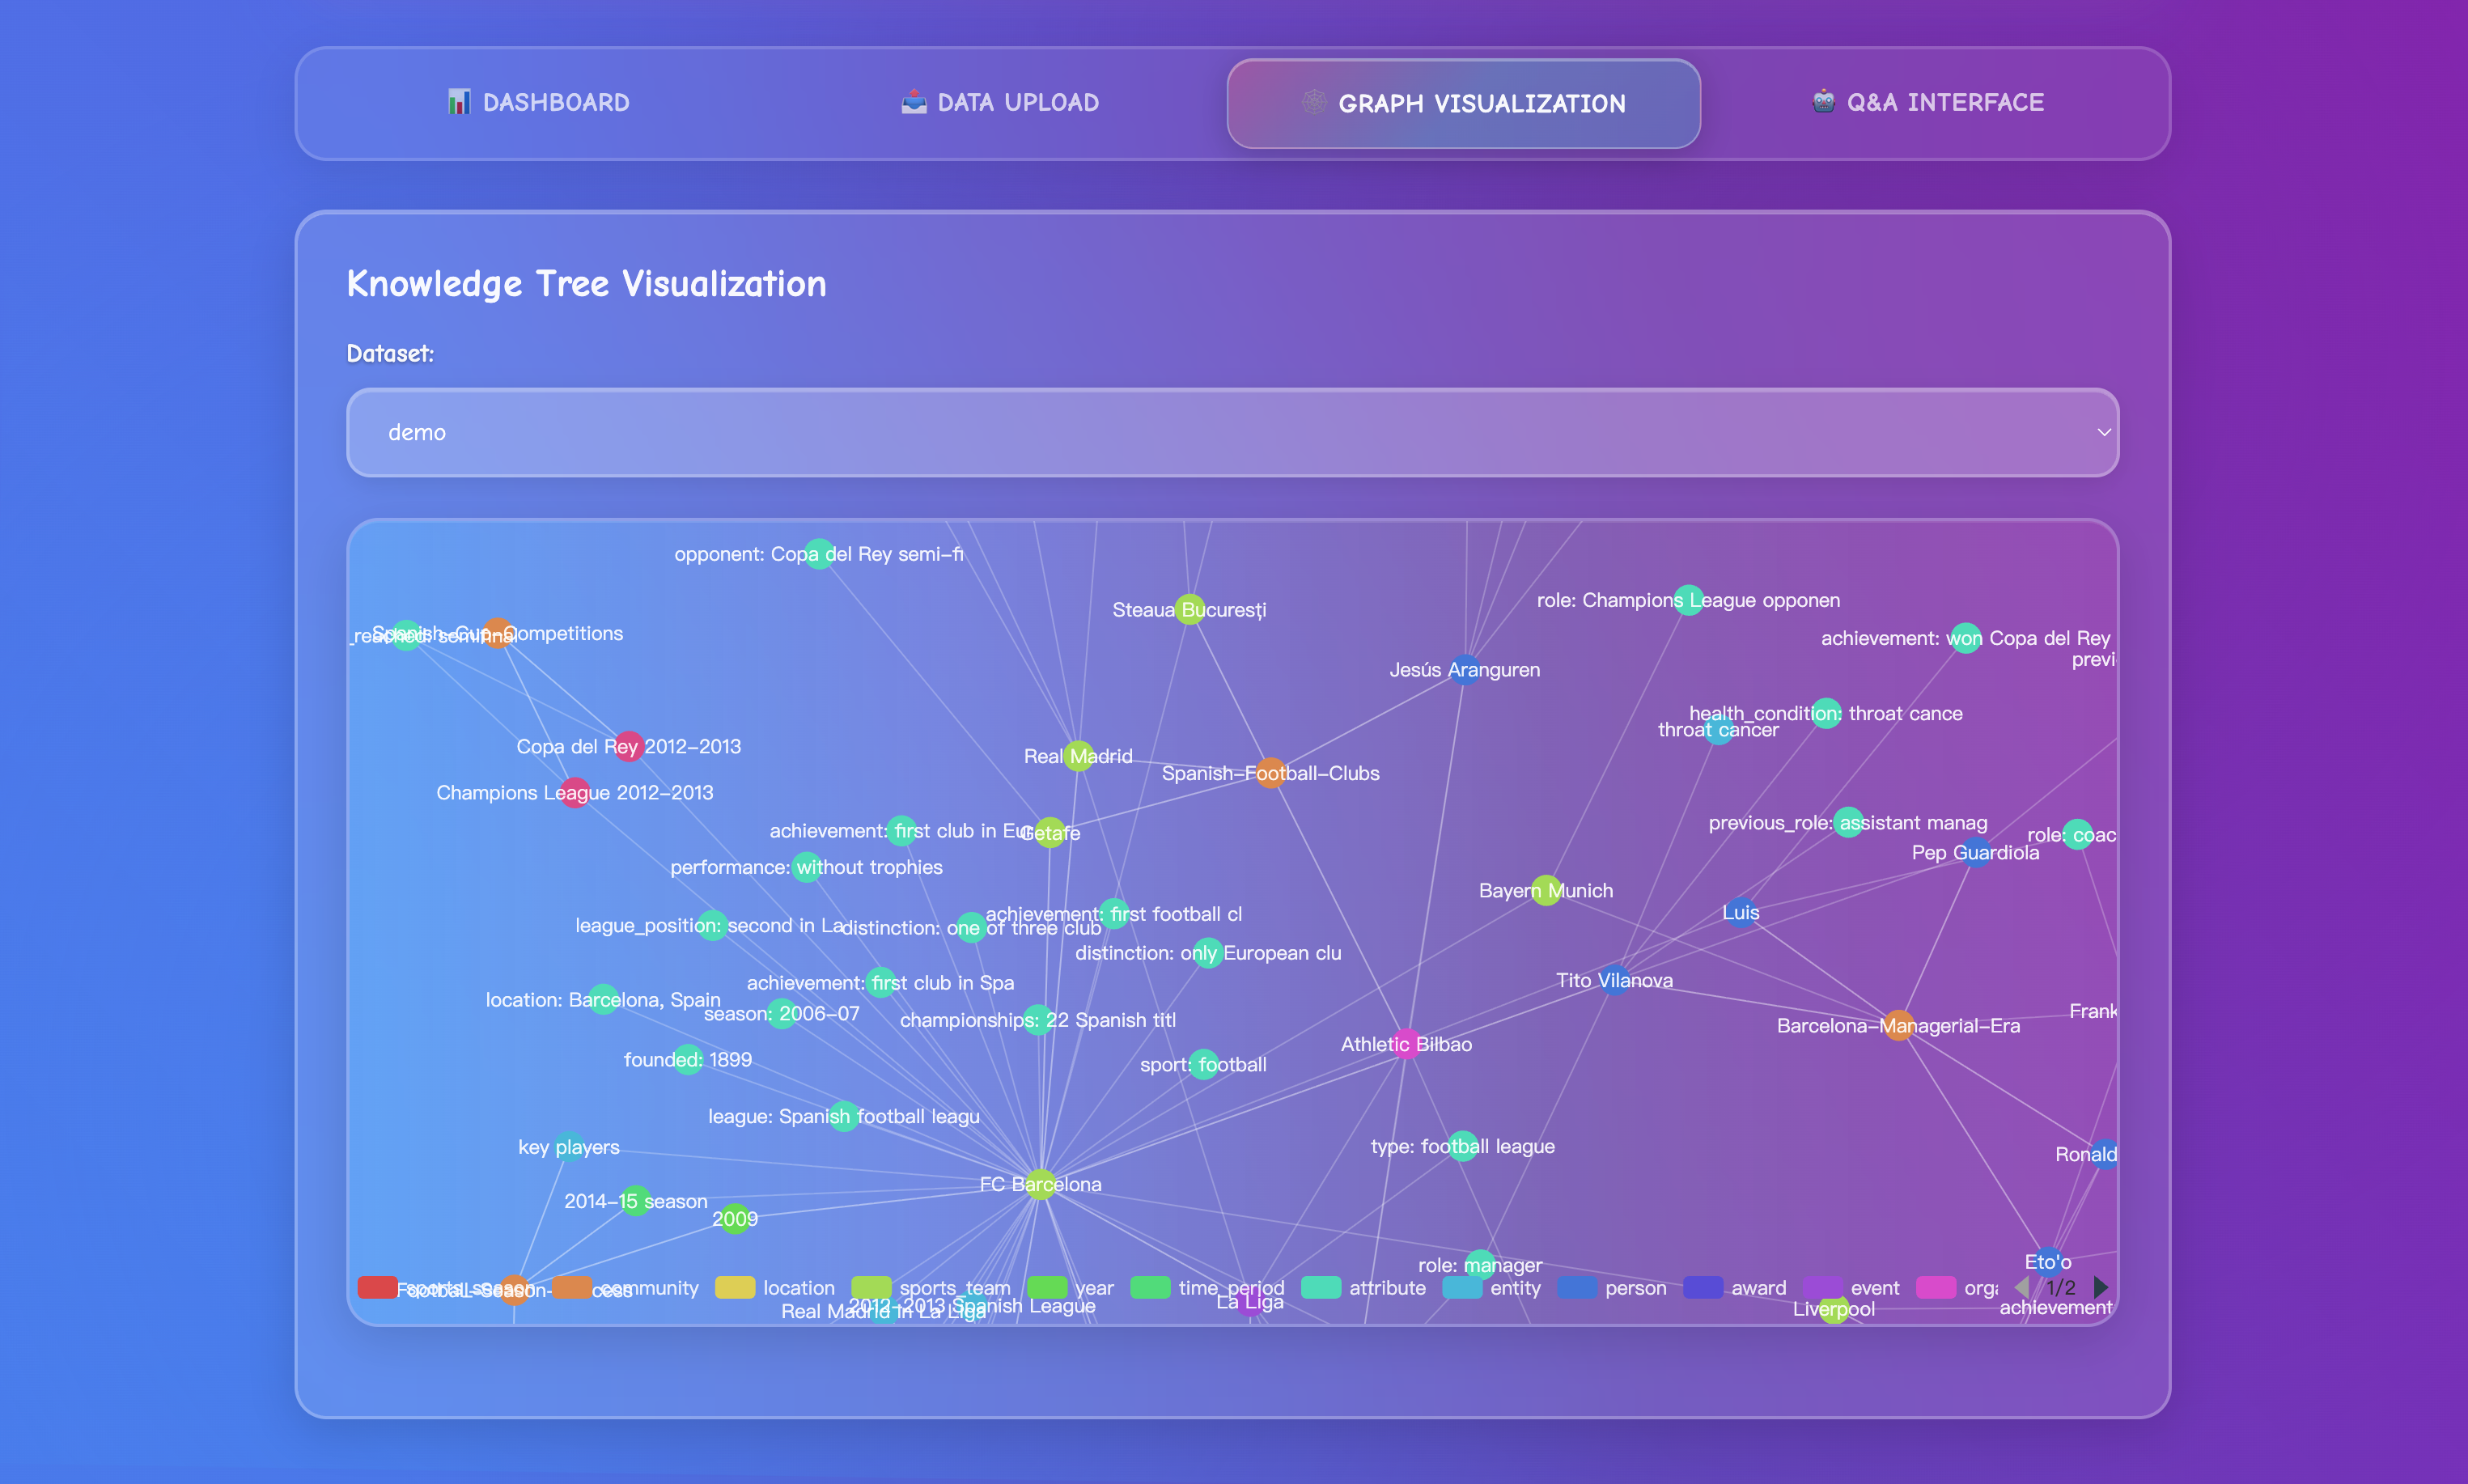 📊 DASHBOARD
📤 DATA UPLOAD
🕸 GRAPH VISUALIZATION
🤖 Q&A INTERFACE
Knowledge Tree Visualization
Dataset:
demo
opponent: Copa del Rey semi-fi
role: Champions League opponen
Steaua București
_reached: semifinal
Spanish-Cup-Competitions
achievement: won Copa del Rey
previ
Jesús Aranguren
health_condition: throat cance
throat cancer
Copa del Rey 2012-2013
Real Madrid
Spanish-Football-Clubs
Champions League 2012-2013
previous_role: assistant manag
achievement: first club in Eur
Getafe
role: coac
Pep Guardiola
performance: without trophies
Bayern Munich
Luis
achievement: first football cl
league_position: second in La
distinction: one of three club
distinction: only European clu
achievement: first club in Spa
Tito Vilanova
location: Barcelona, Spain
season: 2006-07
championships: 22 Spanish titl
Frank
Barcelona-Managerial-Era
Athletic Bilbao
founded: 1899
sport: football
league: Spanish football leagu
key players
type: football league
Ronald
FC Barcelona
2014-15 season
2009
Eto'o
role: manager
sports_season
community
location
sports_team
year
time_period
attribute
entity
person
award
event
orga
1/2
Football-Season-
Real Madrid in La Liga
2012-2013 Spanish League
La Liga
Liverpool
achievement